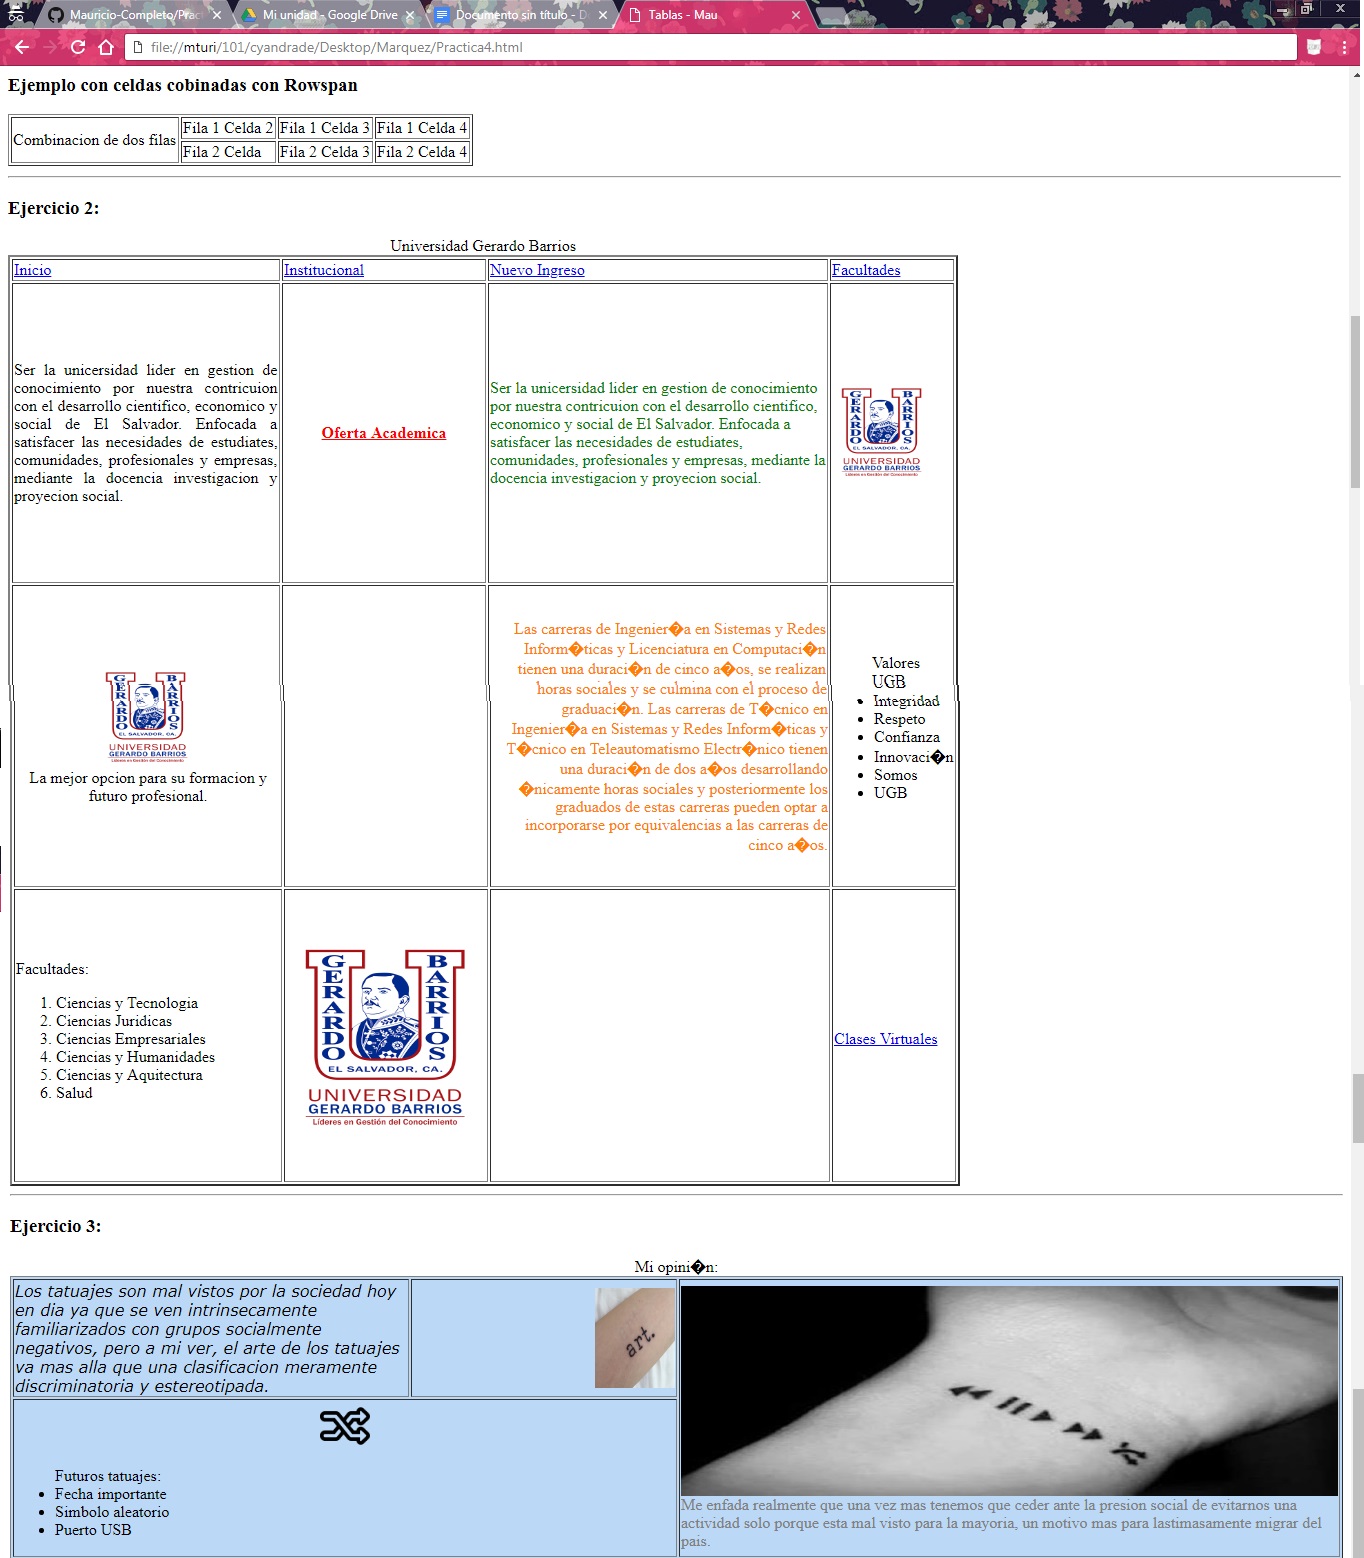 Mauricio-Completo/Prac
Mi unidad - Google Drive
Documento sin título - D
Tablas - Mau
file://mturi/101/cyandrade/Desktop/Marquez/Practica4.html
Ejemplo con celdas cobinadas con Rowspan
Combinacion de dos filas
Fila 1 Celda 2 Fila 1 Celda 3 Fila 1 Celda 4
Fila 2 Celda Fila 2 Celda 3 Fila 2 Celda 4
Ejercicio 2:
Universidad Gerardo Barrios
Inicio Institucional Nuevo Ingreso Facultades
Ser la unicersidad lider en gestion de
conocimiento por nuestra contricuion
con el desarrollo cientifico, economico y
social de El Salvador. Enfocada a
satisfacer las necesidades de estudiates,
comunidades, profesionales y empresas,
mediante la docencia investigacion y
proyecion social.
Oferta Academica
Ser la unicersidad lider en gestion de conocimiento
por nuestra contricuion con el desarrollo cientifico,
economico y social de El Salvador. Enfocada a
satisfacer las necesidades de estudiates,
comunidades, profesionales y empresas, mediante la
docencia investigacion y proyecion social.
GERARDO BARRIOS
EL SALVADOR, CA.
UNIVERSIDAD
GERARDO BARRIOS
Líderes en Gestión del Conocimiento
GERARDO BARRIOS
EL SALVADOR, CA.
UNIVERSIDAD
GERARDO BARRIOS
Líderes en Gestión del Conocimiento
La mejor opcion para su formacion y
futuro profesional.
Las carreras de Ingenier�a en Sistemas y Redes
Inform�ticas y Licenciatura en Computaci�n
tienen una duraci�n de cinco a�os, se realizan
horas sociales y se culmina con el proceso de
graduaci�n. Las carreras de T�cnico en
Ingenier�a en Sistemas y Redes Inform�ticas y
T�cnico en Teleautomatismo Electr�nico tienen
una duraci�n de dos a�os desarrollando
�nicamente horas sociales y posteriormente los
graduados de estas carreras pueden optar a
incorporarse por equivalencias a las carreras de
cinco a�os.
Valores
UGB
• Integridad
• Respeto
• Confianza
• Innovaci�n
• Somos
• UGB
Facultades:
1. Ciencias y Tecnologia
2. Ciencias Juridicas
3. Ciencias Empresariales
4. Ciencias y Humanidades
5. Ciencias y Aquitectura
6. Salud
GERARDO BARRIOS
EL SALVADOR, CA.
UNIVERSIDAD
GERARDO BARRIOS
Líderes en Gestión del Conocimiento
Clases Virtuales
Ejercicio 3:
Mi opini�n:
Los tatuajes son mal vistos por la sociedad hoy
en dia ya que se ven intrinsecamente
familiarizados con grupos socialmente
negativos, pero a mi ver, el arte de los tatuajes
va mas alla que una clasificacion meramente
discriminatoria y estereotipada.
art.
Futuros tatuajes:
• Fecha importante
• Simbolo aleatorio
• Puerto USB
Me enfada realmente que una vez mas tenemos que ceder ante la presion social de evitarnos una
actividad solo porque esta mal visto para la mayoria, un motivo mas para lastimasamente migrar del
pais.